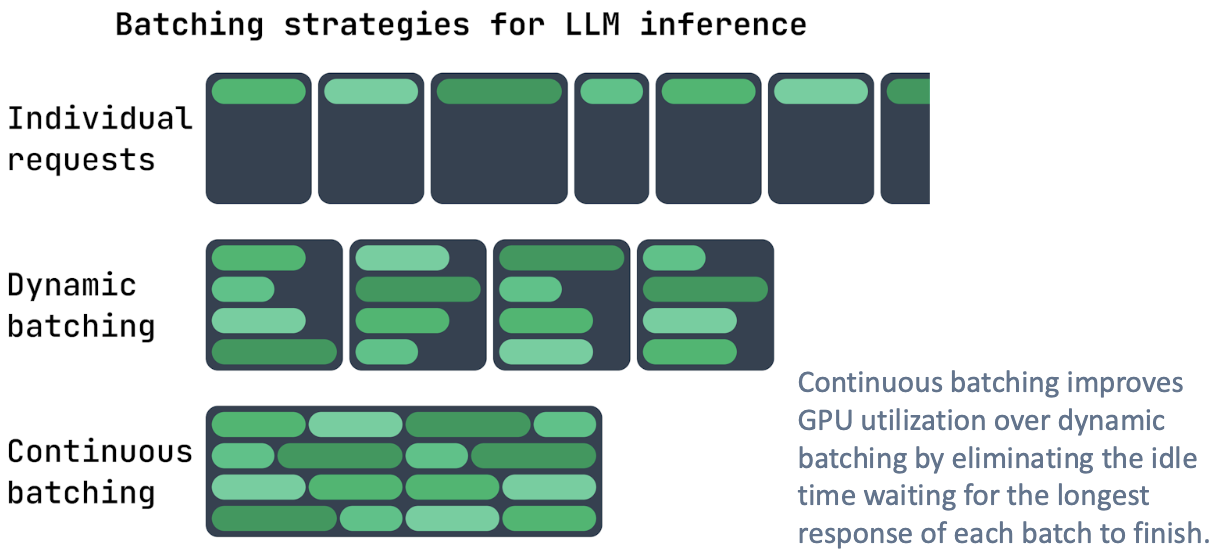 Batching strategies for LLM inference
Individual
requests
Dynamic
batching
Continuous
batching
Continuous batching improves
GPU utilization over dynamic
batching by eliminating the idle
time waiting for the longest
response of each batch to finish.